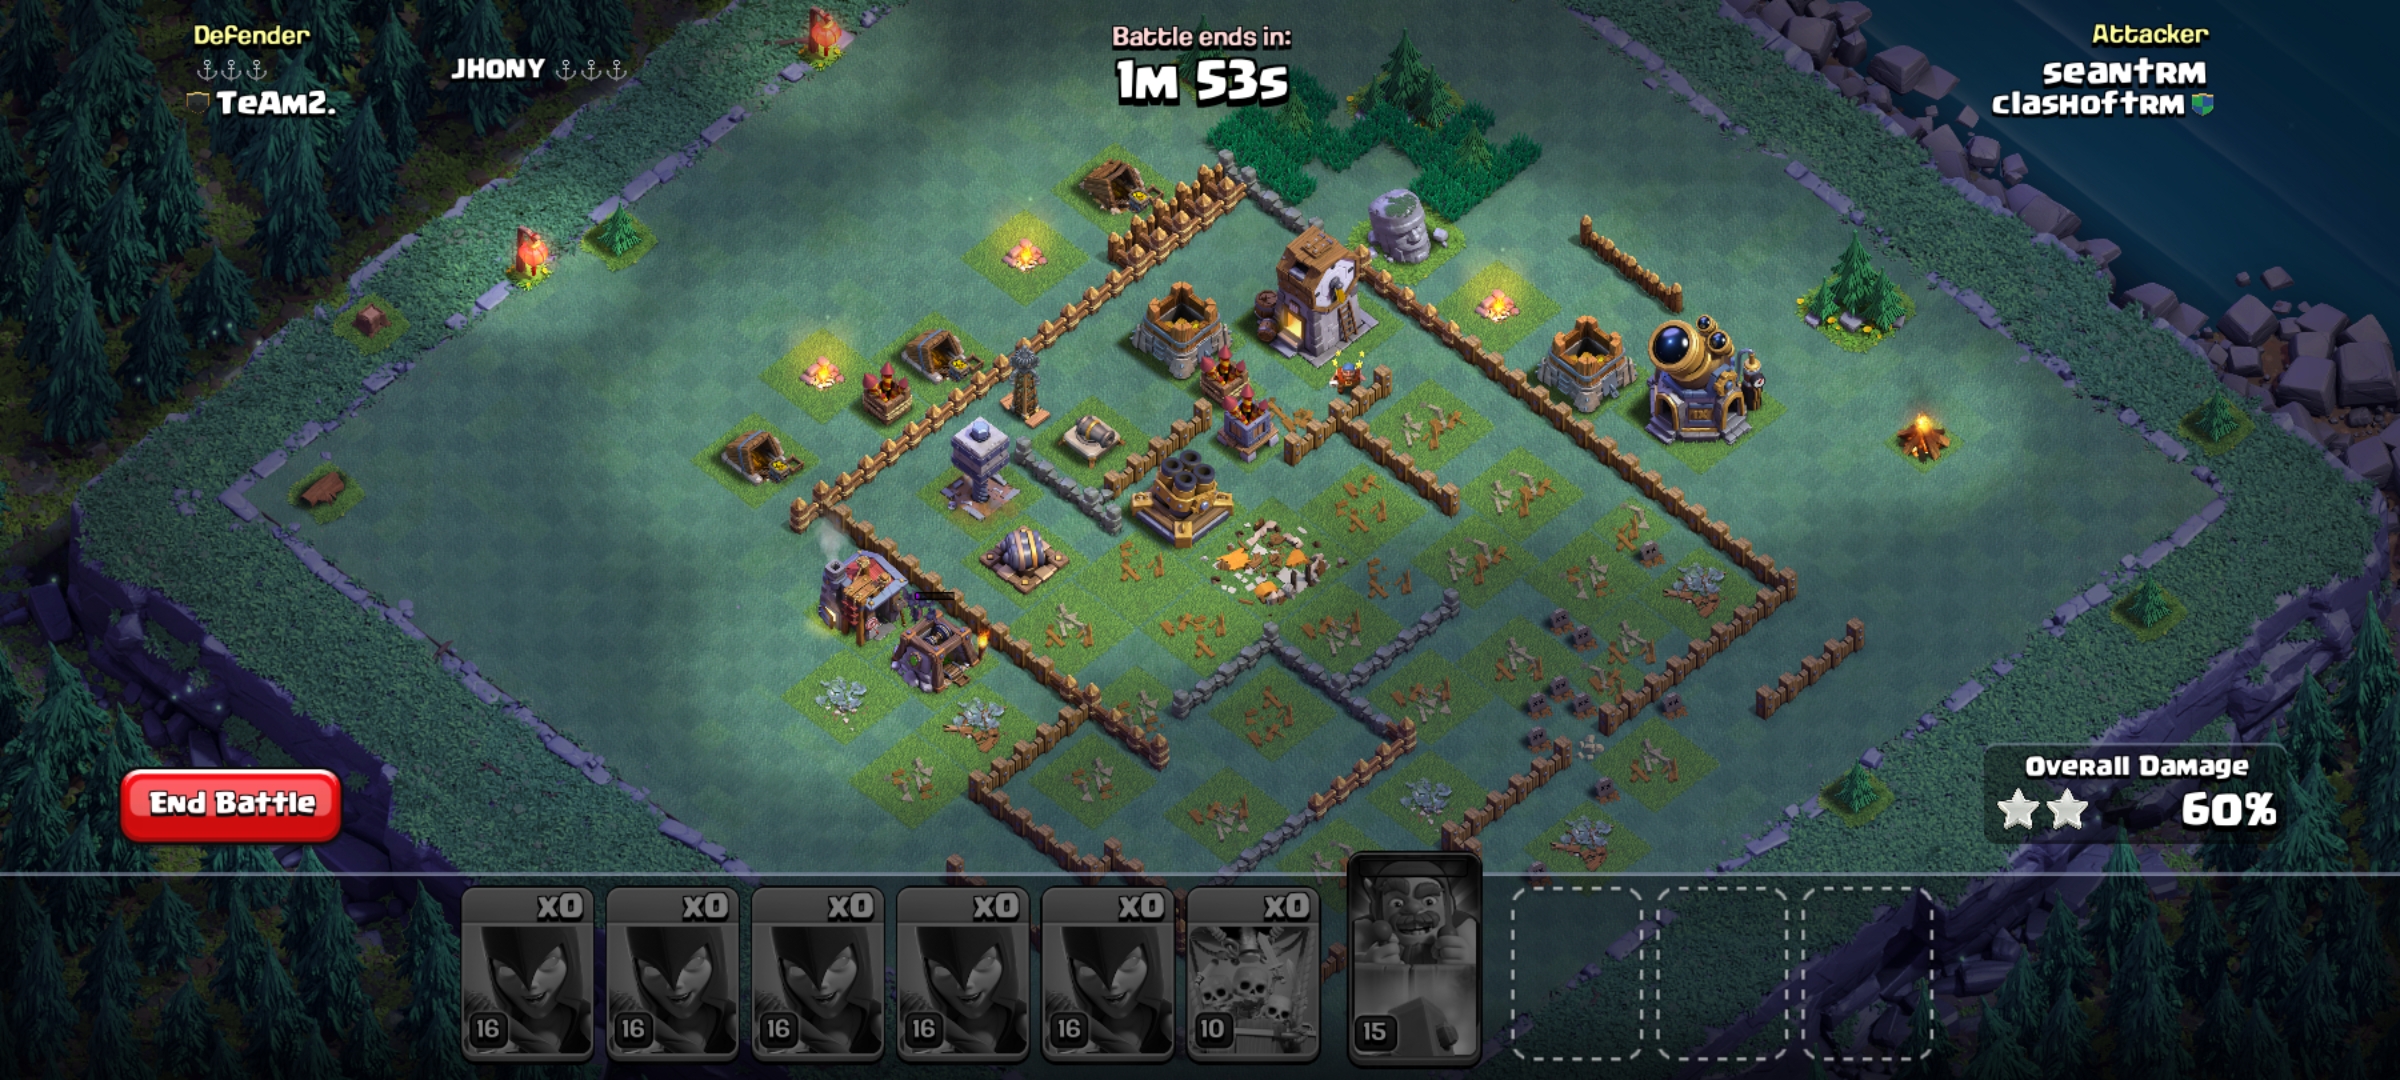 Defender
JHONY
TeAm2.
Battle ends in:
1M 53s
Attacker
seantRM
clashoftRM
End Battle
Overall Damage
60%
x0
x0
x0
x0
x0
x0
16
16
16
16
16
10
15